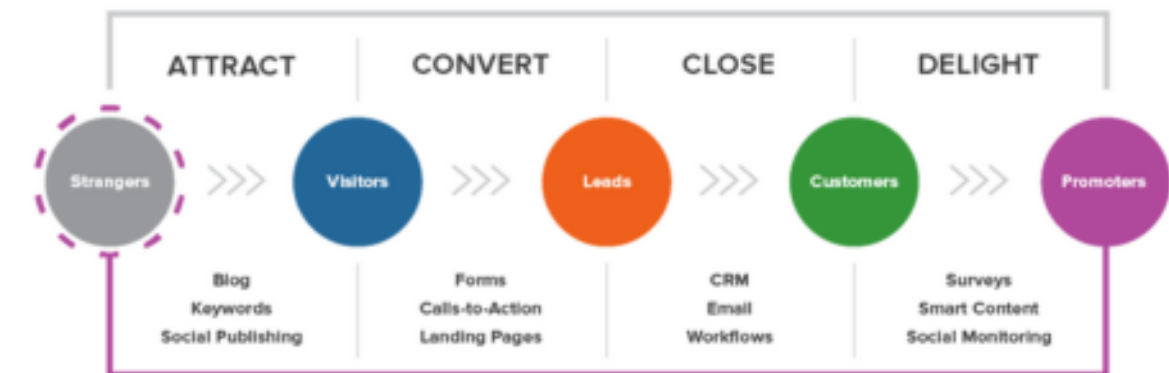 ATTRACT
CONVERT
CLOSE
DELIGHT
Strangers
Visitors
Leads
Customers
Promoters
Blog
Keywords
Social Publishing
Forms
Calls-to-Action
Landing Pages
CRM
Email
Workflows
Surveys
Smart Content
Social Monitoring